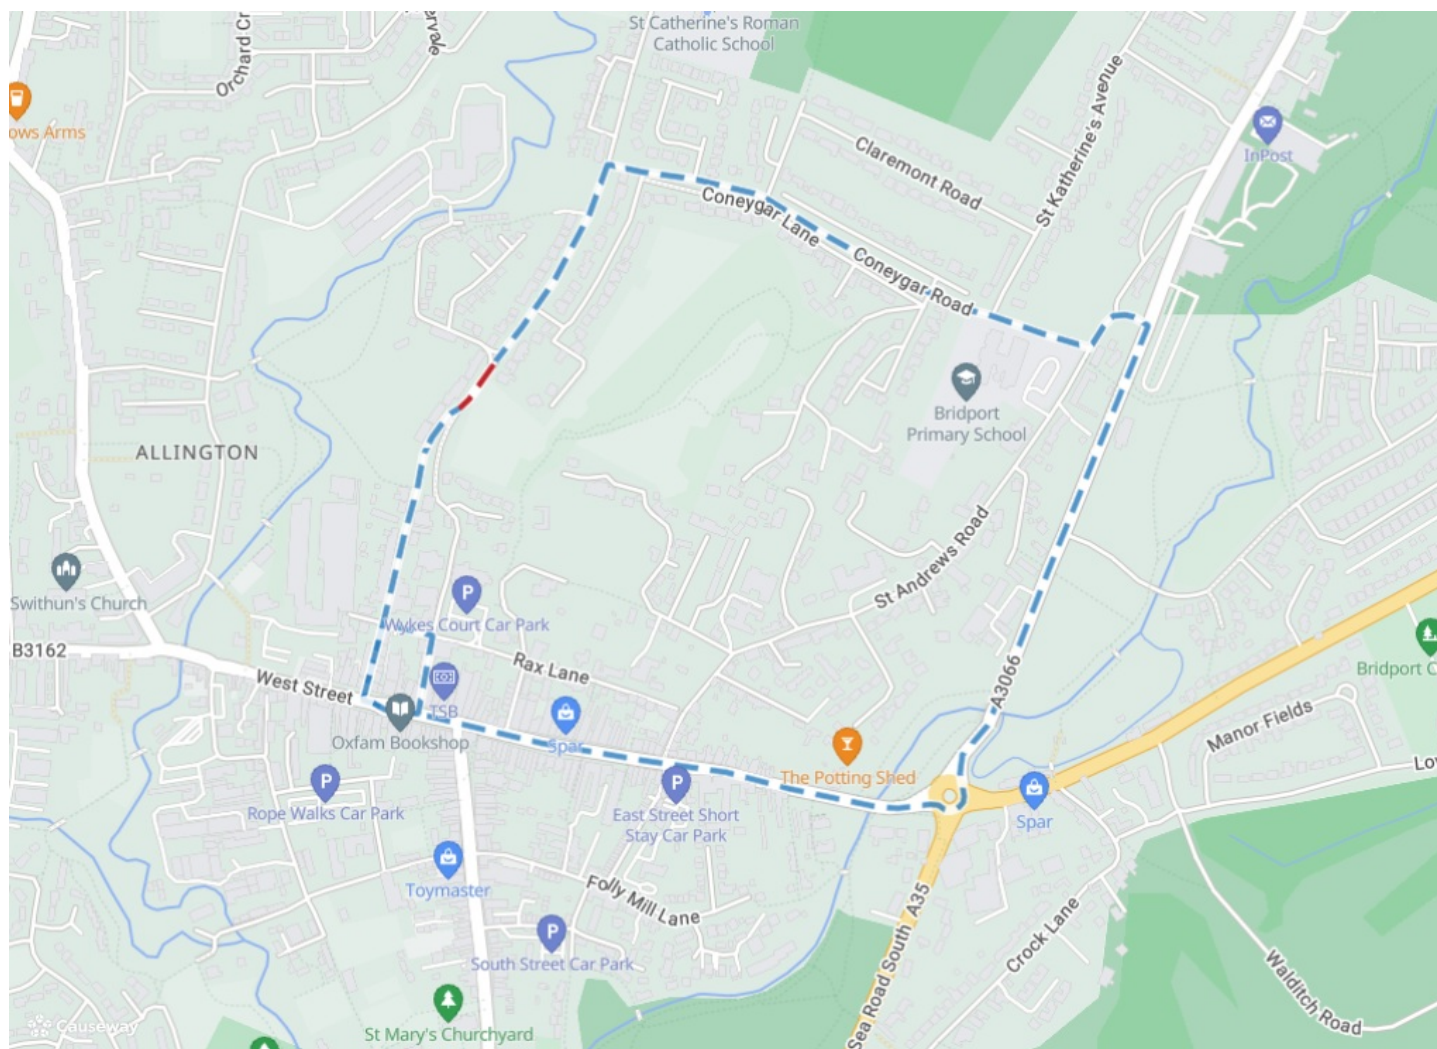 St Catherine's Roman
Catholic School
ervale
Orchard Cr
ows Arms
InPost
Claremont Road
St Katherine's Avenue
Coneygar Lane
Coneygar Road
Bridport
Primary School
ALLINGTON
St Andrews Road
Swithun's Church
Wykes Court Car Park
B3162
West Street
Rax Lane
TSB
Oxfam Bookshop
Spar
A3066
Bridport C
Manor Fields
Lov
The Potting Shed
Rope Walks Car Park
East Street Short
Stay Car Park
Spar
Toymaster
Folly Mill Lane
Sea Road South A35
Crock Lane
South Street Car Park
Walditch Road
St Mary's Churchyard
Causeway